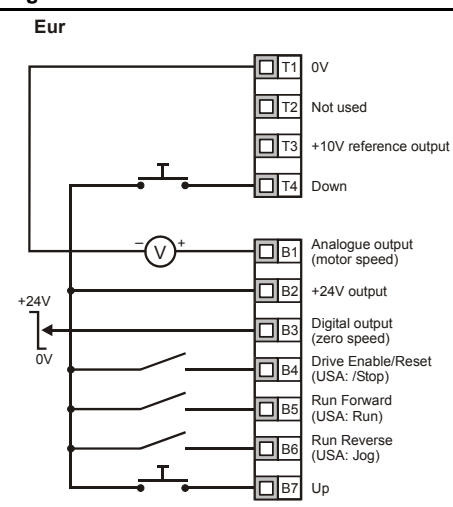 Eur
T1 0V
T2 Not used
T3 +10V reference output
T4 Down
– V +
B1 Analogue output
(motor speed)
B2 +24V output
+24V
0V
B3 Digital output
(zero speed)
B4 Drive Enable/Reset
(USA: /Stop)
B5 Run Forward
(USA: Run)
B6 Run Reverse
(USA: Jog)
B7 Up